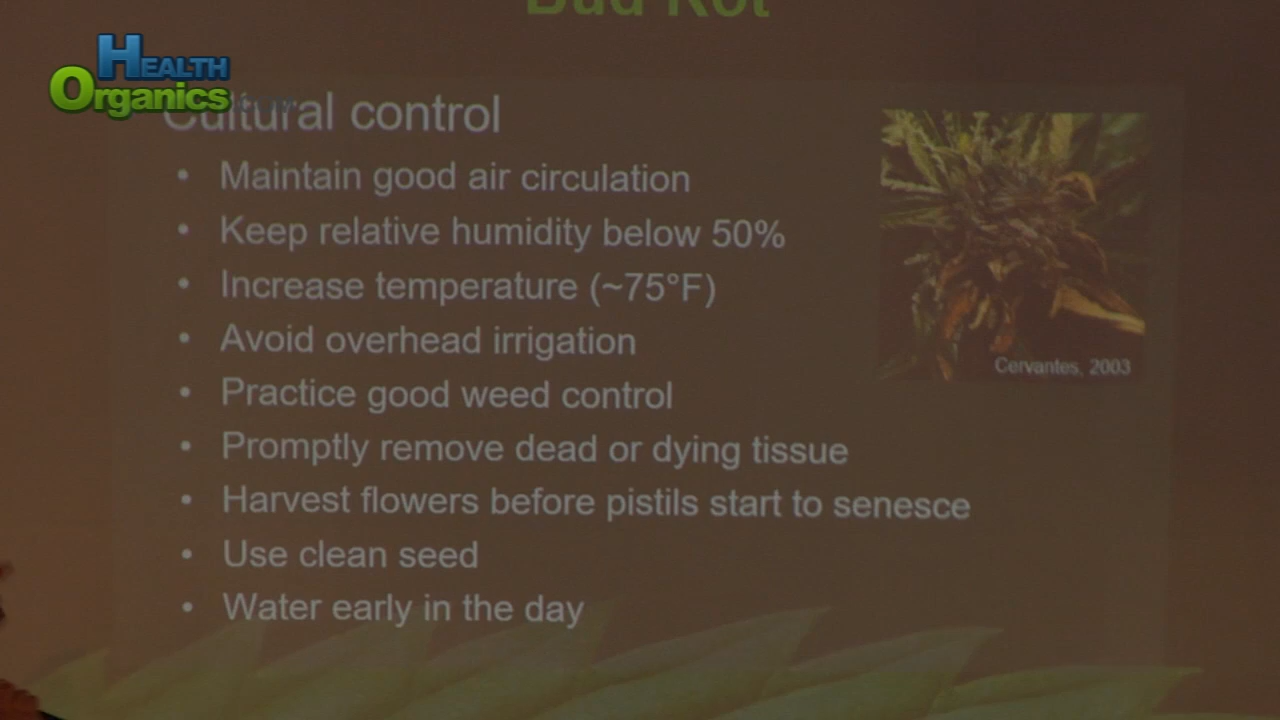 Bud Rot
HEALTH
Organics
Cultural control
• Maintain good air circulation
• Keep relative humidity below 50%
• Increase temperature (~75°F)
• Avoid overhead irrigation
• Practice good weed control
• Promptly remove dead or dying tissue
• Harvest flowers before pistils start to senesce
• Use clean seed
• Water early in the day
Cervantes, 2003